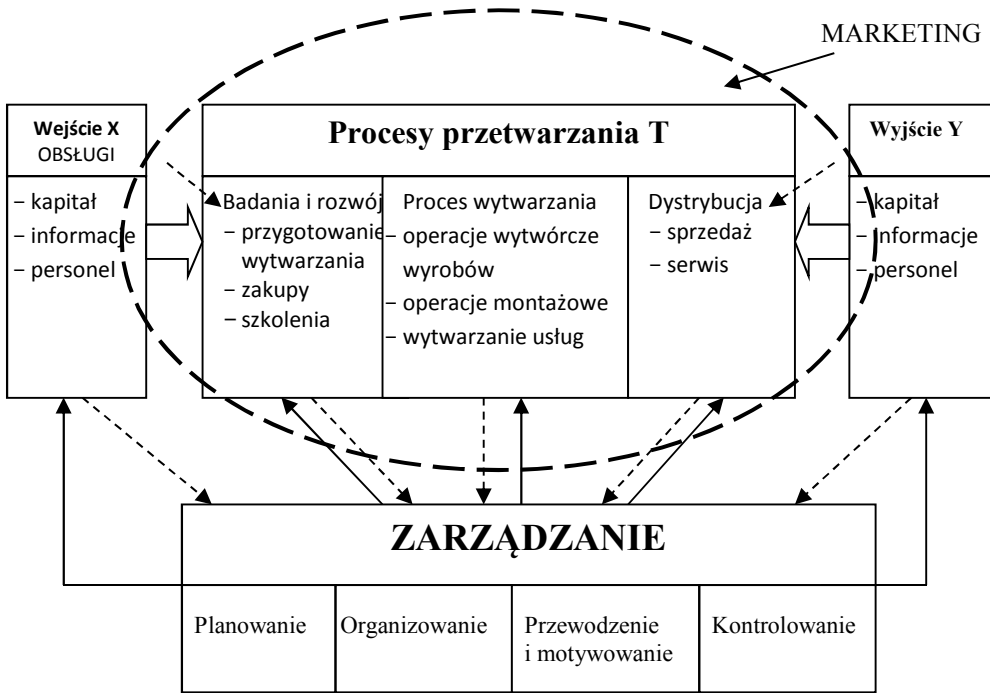 MARKETING
Wejście X
OBSŁUGI
− kapitał
− informacje
− personel
Procesy przetwarzania T
Badania i rozwój
− przygotowanie
wytwarzania
− zakupy
− szkolenia
Proces wytwarzania
− operacje wytwórcze
wyrobów
− operacje montażowe
− wytwarzanie usług
Dystrybucja
− sprzedaż
− serwis
Wyjście Y
− kapitał
− informacje
− personel
ZARZĄDZANIE
Planowanie
Organizowanie
Przewodzenie
i motywowanie
Kontrolowanie